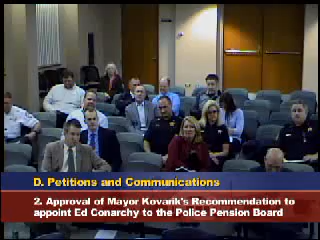 D. Petitions and Communications
2. Approval of Mayor Kovarik's Recommendation to
appoint Ed Conarchy to the Police Pension Board